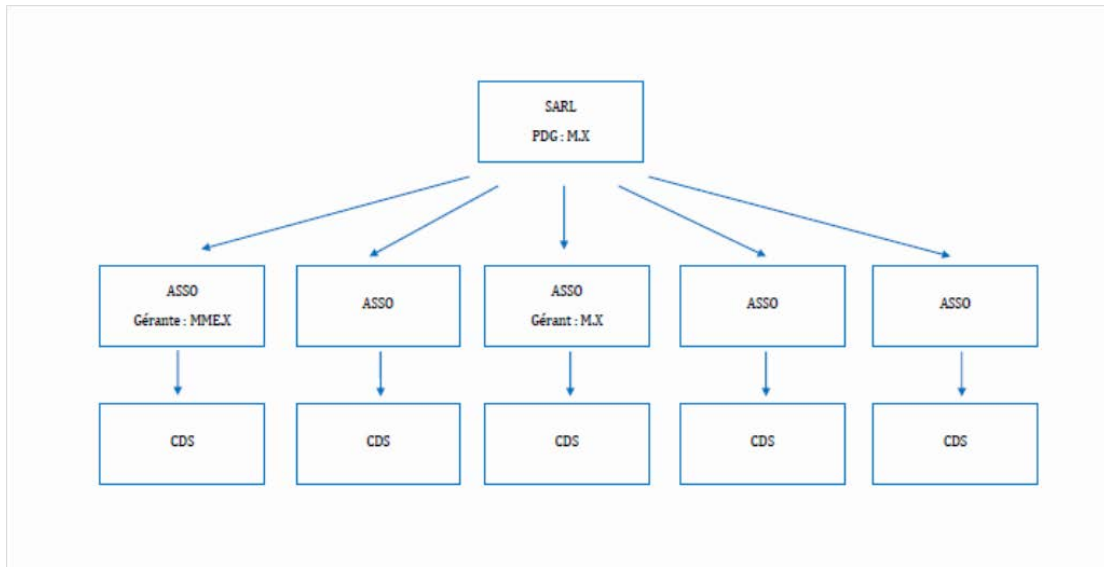 SARL
PDG : M.X
ASSO
Gérante : MME.X
ASSO
ASSO
Gérant : M.X
ASSO
ASSO
CDS
CDS
CDS
CDS
CDS